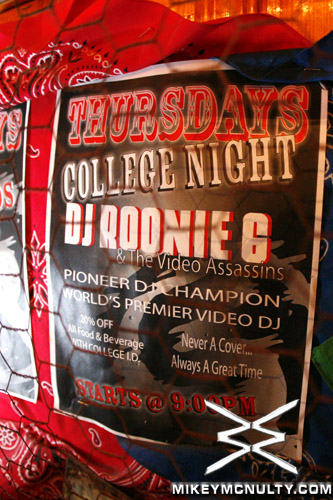 THURSDAYS
COLLEGE NIGHT
DJ ROONIE G
& The Video Assassins
PIONEER DJ CHAMPION
WORLD'S PREMIER VIDEO DJ
20% OFF
All Food & Beverage
WITH COLLEGE I.D.
Never A Cover...
Always A Great Time
STARTS @ 9:00PM
MIKEYMCNULTY.COM